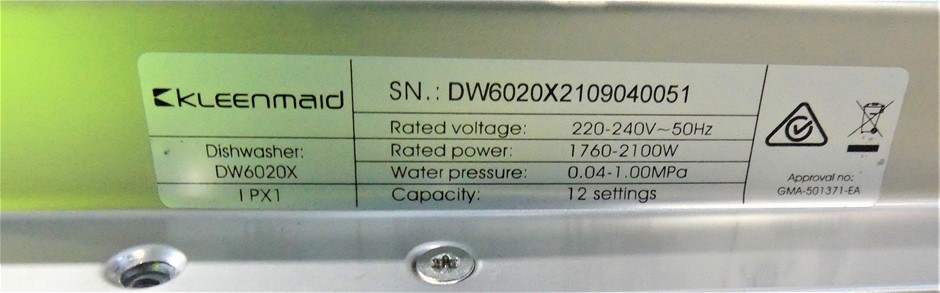 KLEENMAID
Dishwasher:
DW6020X
IPX1
SN.: DW6020X2109040051
Rated voltage: 220-240V~50Hz
Rated power: 1760-2100W
Water pressure: 0.04-1.00MPa
Capacity: 12 settings
Approval no:
GMA-501371-EA